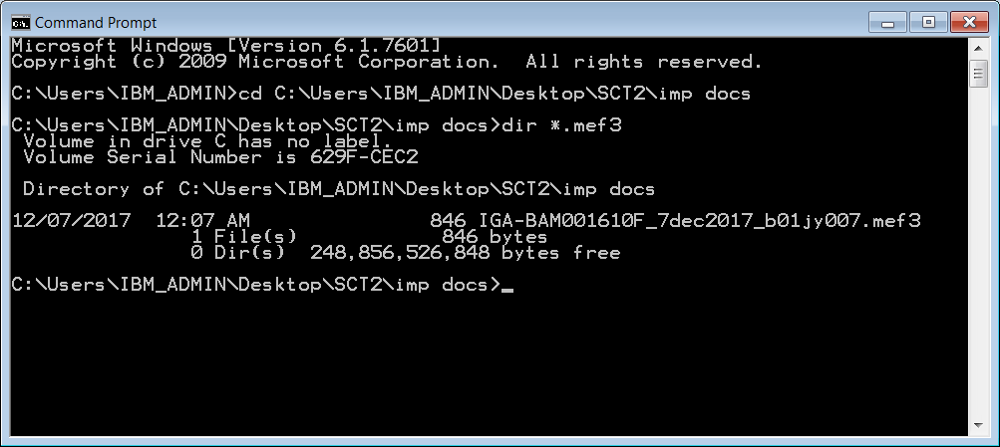 Command Prompt
Microsoft Windows [Version 6.1.7601]
Copyright (c) 2009 Microsoft Corporation.  All rights reserved.
C:\Users\IBM_ADMIN>cd C:\Users\IBM_ADMIN\Desktop\SCT2\imp docs
C:\Users\IBM_ADMIN\Desktop\SCT2\imp docs>dir *.mef3
 Volume in drive C has no label.
 Volume Serial Number is 629F-CEC2
 Directory of C:\Users\IBM_ADMIN\Desktop\SCT2\imp docs
12/07/2017  12:07 AM               846 IGA-BAM001610F_7dec2017_b01jy007.mef3
               1 File(s)            846 bytes
               0 Dir(s)  248,856,526,848 bytes free
C:\Users\IBM_ADMIN\Desktop\SCT2\imp docs>_